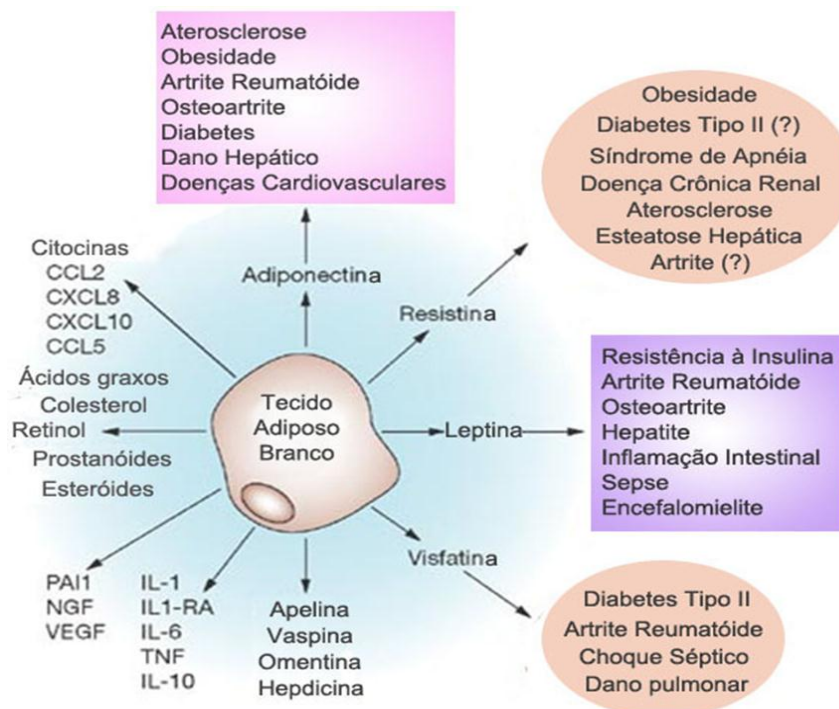 Aterosclerose
Obesidade
Artrite Reumatóide
Osteoartrite
Diabetes
Dano Hepático
Doenças Cardiovasculares
Obesidade
Diabetes Tipo II (?)
Síndrome de Apnéia
Doença Crônica Renal
Aterosclerose
Esteatose Hepática
Artrite (?)
Citocinas
CCL2
CXCL8
CXCL10
CCL5
Adiponectina
Resistina
Ácidos graxos
Colesterol
Retinol
Prostanóides
Esteróides
Tecido
Adiposo
Branco
Leptina
Resistência à Insulina
Artrite Reumatóide
Osteoartrite
Hepatite
Inflamação Intestinal
Sepse
Encefalomielite
Visfatina
PAI1
NGF
VEGF
IL-1
IL1-RA
IL-6
TNF
IL-10
Apelina
Vaspina
Omentina
Hepdicina
Diabetes Tipo II
Artrite Reumatóide
Choque Séptico
Dano pulmonar